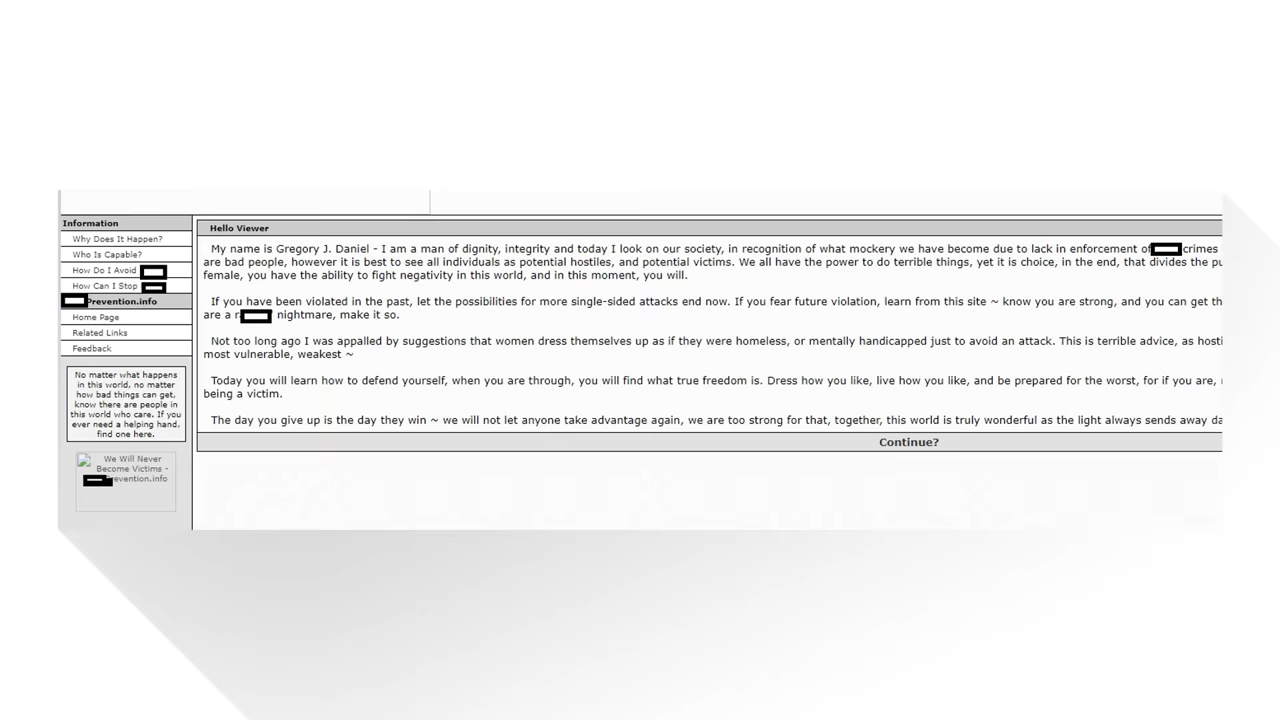 Information
Why Does It Happen?
Who Is Capable?
How Do I Avoid
How Can I Stop
Prevention.info
Home Page
Related Links
Feedback
No matter what happens
in this world, no matter
how bad things can get,
know there are people in
this world who care. If you
ever need a helping hand,
find one here.
We Will Never
Become Victims -
revention.info
Hello Viewer
My name is Gregory J. Daniel - I am a man of dignity, integrity and today I look on our society, in recognition of what mockery we have become due to lack in enforcement of crimes
are bad people, however it is best to see all individuals as potential hostiles, and potential victims. We all have the power to do terrible things, yet it is choice, in the end, that divides the pu
female, you have the ability to fight negativity in this world, and in this moment, you will.
If you have been violated in the past, let the possibilities for more single-sided attacks end now. If you fear future violation, learn from this site ~ know you are strong, and you can get th
are a r nightmare, make it so.
Not too long ago I was appalled by suggestions that women dress themselves up as if they were homeless, or mentally handicapped just to avoid an attack. This is terrible advice, as hosti
most vulnerable, weakest ~
Today you will learn how to defend yourself, when you are through, you will find what true freedom is. Dress how you like, live how you like, and be prepared for the worst, for if you are,
being a victim.
The day you give up is the day they win ~ we will not let anyone take advantage again, we are too strong for that, together, this world is truly wonderful as the light always sends away da
Continue?